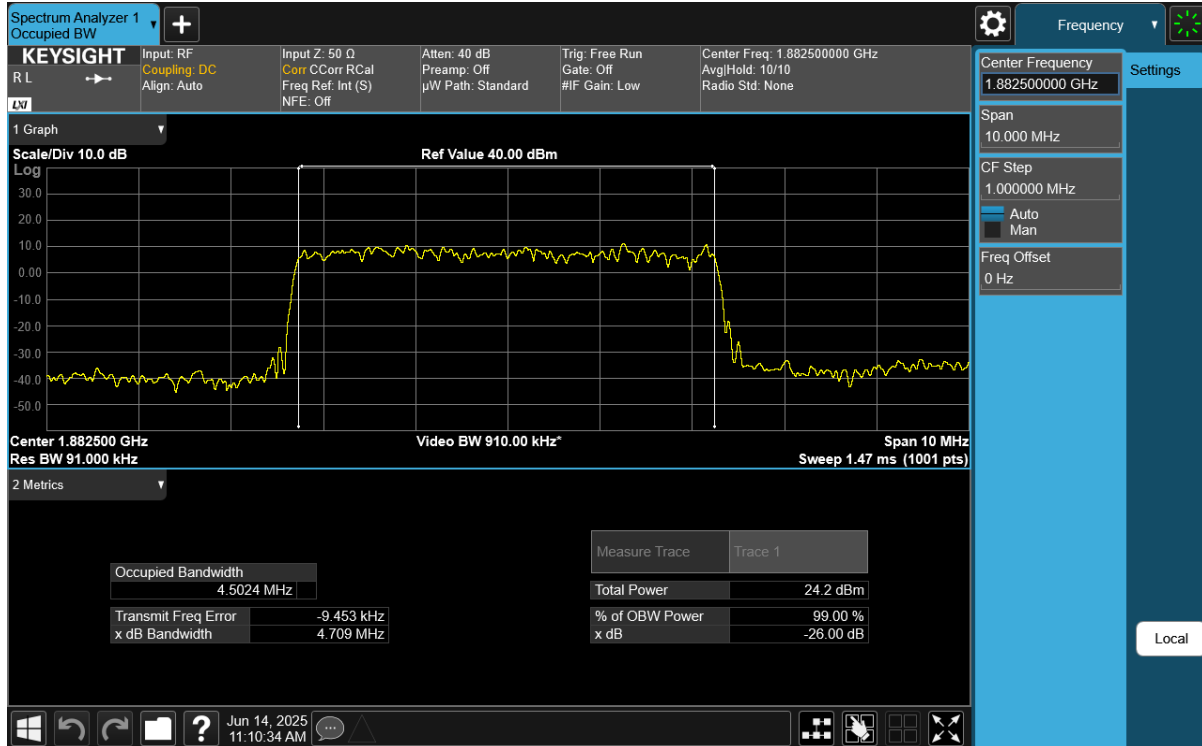 Spectrum Analyzer 1
Occupied BW
Frequency
KEYSIGHT
R L
LXI
Input: RF
Coupling: DC
Align: Auto
Input Z: 50 Ω
Corr CCorr RCal
Freq Ref: Int (S)
NFE: Off
Atten: 40 dB
Preamp: Off
µW Path: Standard
Trig: Free Run
Gate: Off
#IF Gain: Low
Center Freq: 1.882500000 GHz
Avg|Hold: 10/10
Radio Std: None
Center Frequency
1.882500000 GHz
Settings
Span
10.000 MHz
CF Step
1.000000 MHz
Auto
Man
Freq Offset
0 Hz
Local
1 Graph
Scale/Div 10.0 dB
Ref Value 40.00 dBm
Log
30.0
20.0
10.0
0.00
-10.0
-20.0
-30.0
-40.0
-50.0
Center 1.882500 GHz
Video BW 910.00 kHz*
Span 10 MHz
Res BW 91.000 kHz
Sweep 1.47 ms (1001 pts)
2 Metrics
Measure Trace
Trace 1
Occupied Bandwidth
4.5024 MHz
Total Power
24.2 dBm
Transmit Freq Error
-9.453 kHz
% of OBW Power
99.00 %
x dB Bandwidth
4.709 MHz
x dB
-26.00 dB
?
Jun 14, 2025
11:10:34 AM